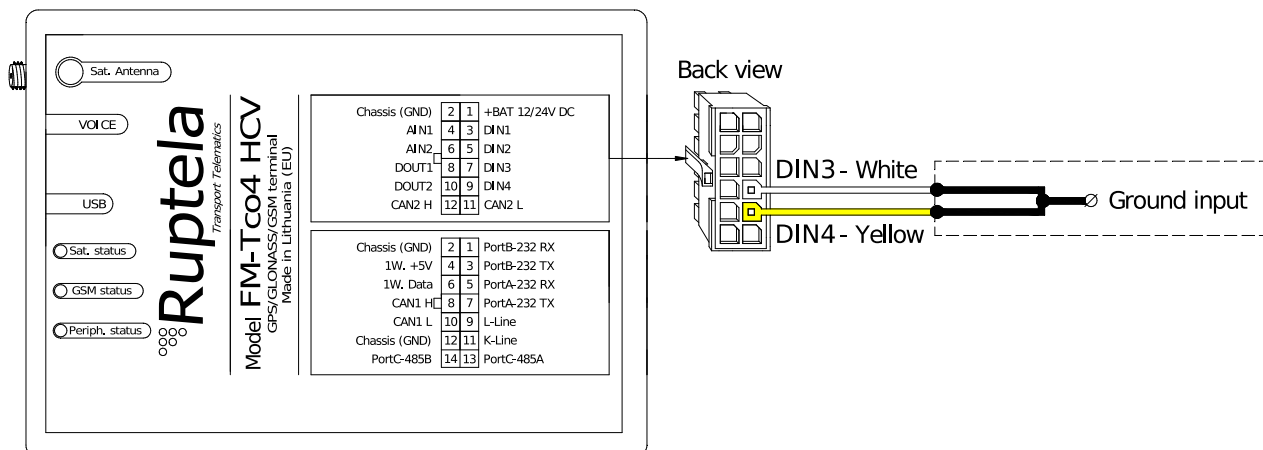 Sat. Antenna
VOICE
USB
Sat. status
GSM status
Periph. status
Ruptela
Transport Telematics
Model FM-Tco4 HCV
GPS/GLONASS/GSM terminal
Made in Lithuania (EU)
Chassis (GND) 2 1 +BAT 12/24V DC
AIN1 4 3 DIN1
AIN2 6 5 DIN2
DOUT1 8 7 DIN3
DOUT2 10 9 DIN4
CAN2 H 12 11 CAN2 L
Chassis (GND) 2 1 PortB-232 RX
1W. +5V 4 3 PortB-232 TX
1W. Data 6 5 PortA-232 RX
CAN1 H 8 7 PortA-232 TX
CAN1 L 10 9 L-Line
Chassis (GND) 12 11 K-Line
PortC-485B 14 13 PortC-485A
Back view
DIN3 - White
DIN4 - Yellow
Ground input